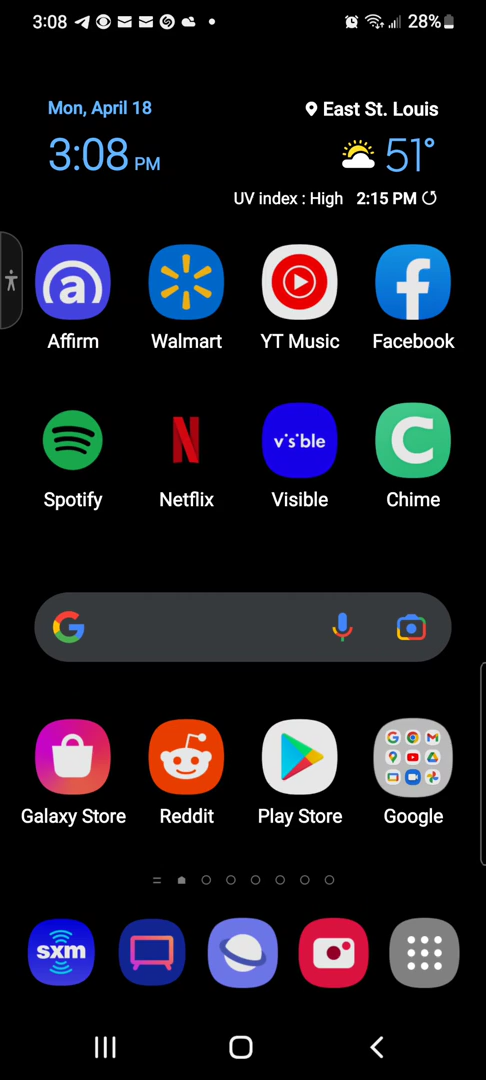 3:08
28%
Mon, April 18
East St. Louis
3:08 PM
51°
UV index : High 2:15 PM
a
Affirm
Walmart
YT Music
f
Facebook
Spotify
N
Netflix
visible
Visible
C
Chime
G
Galaxy Store
Reddit
Play Store
Google
sxm